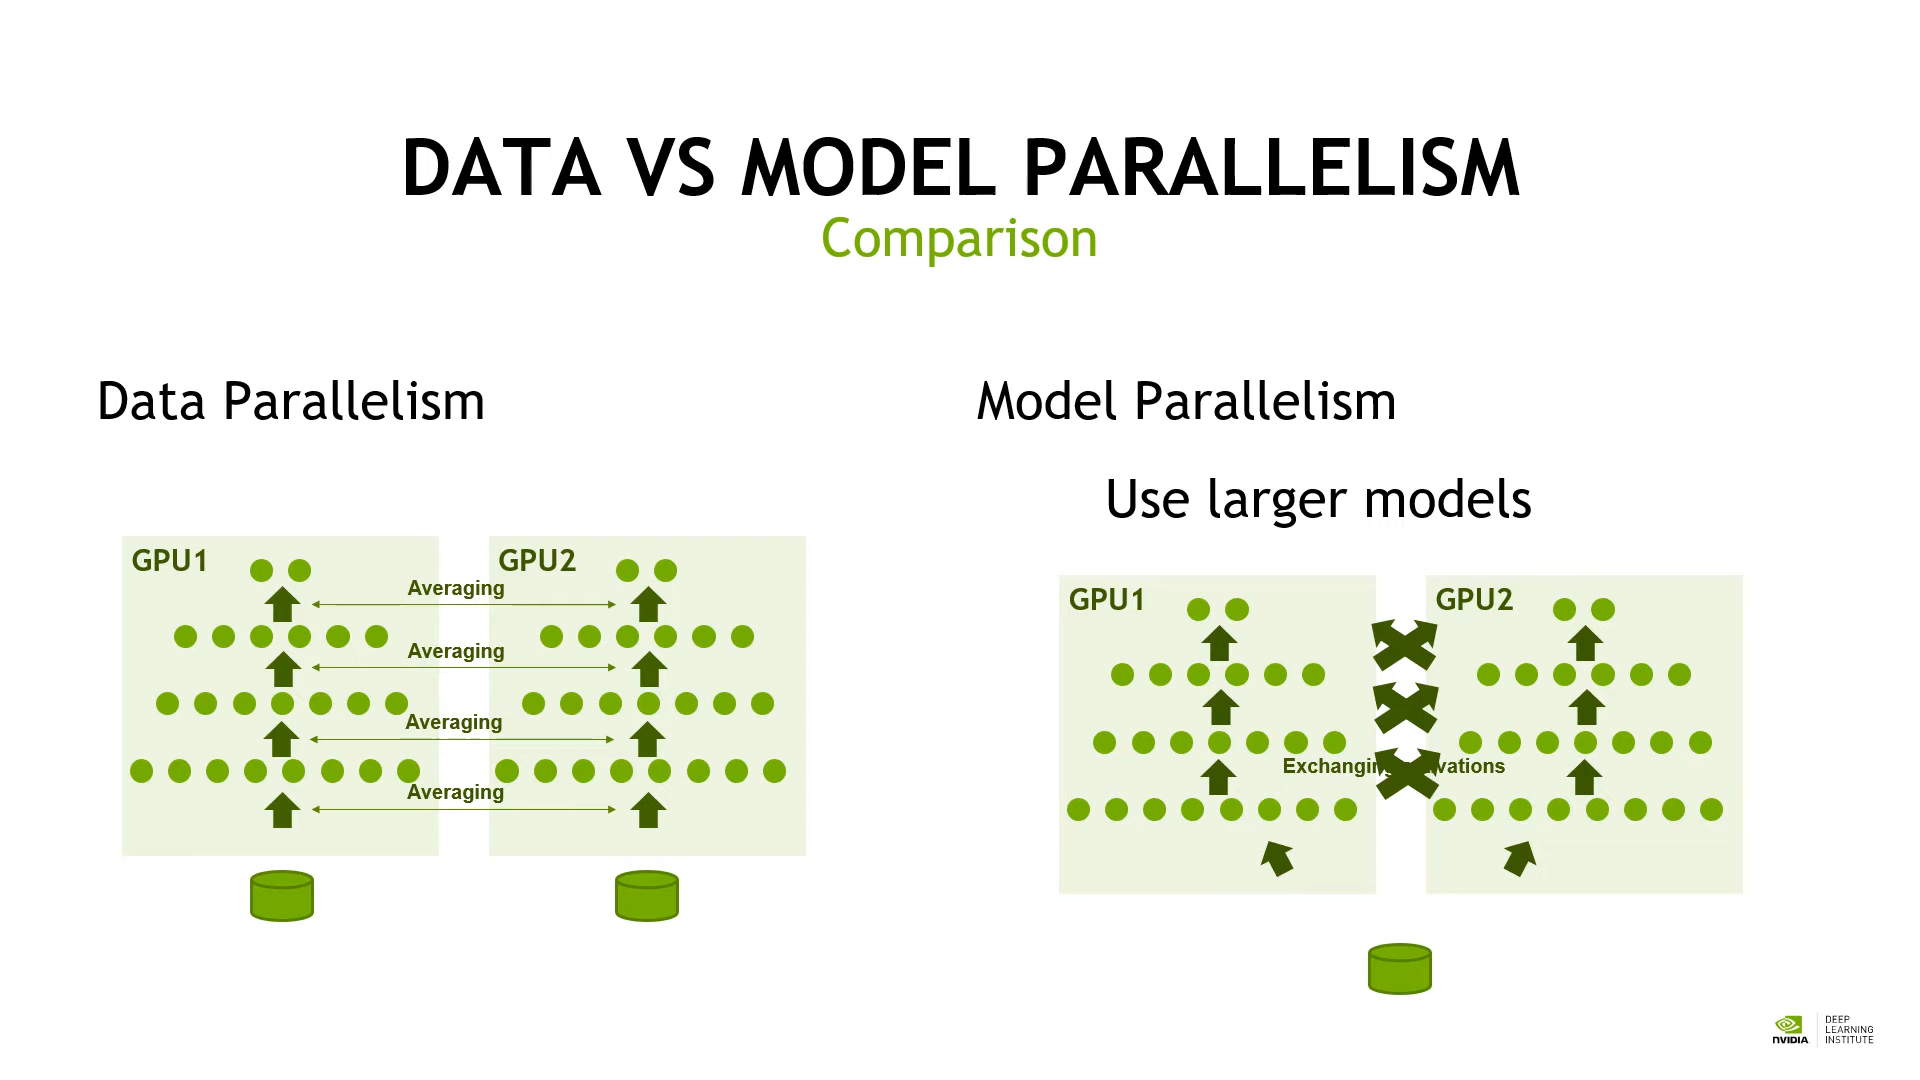 DATA VS MODEL PARALLELISM
Comparison
Data Parallelism
Model Parallelism
Use larger models
GPU1
GPU2
Averaging
Averaging
Averaging
Averaging
GPU1
GPU2
Exchanging vations
NVIDIA
DEEP
LEARNING
INSTITUTE